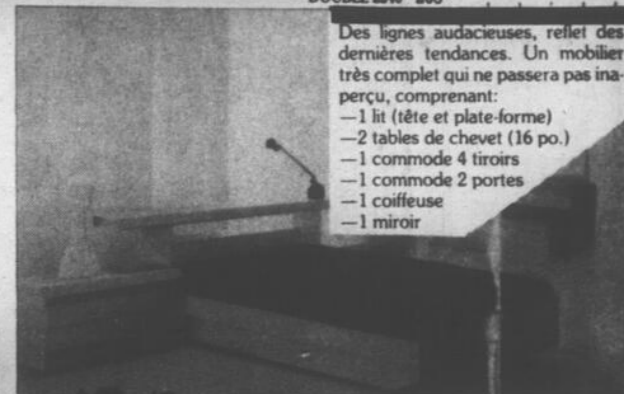 Des lignes audacieuses, reflet des
dernières tendances. Un mobilier
très complet qui ne passera pas ina-
perçu, comprenant:
—1 lit (tête et plate-forme)
—2 tables de chevet (16 po.)
—1 commode 4 tiroirs
—1 commode 2 portes
—1 coiffeuse
—1 miroir